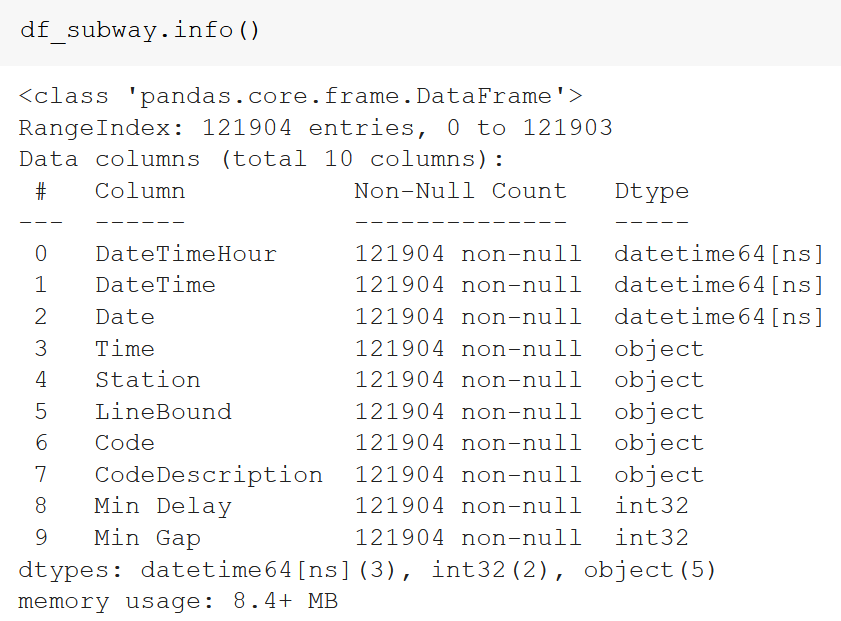 df_subway.info()
<class 'pandas.core.frame.DataFrame'>
RangeIndex: 121904 entries, 0 to 121903
Data columns (total 10 columns):
 #   Column           Non-Null Count   Dtype
---  ------           --------------   -----
 0   DateTimeHour     121904 non-null  datetime64[ns]
 1   DateTime         121904 non-null  datetime64[ns]
 2   Date             121904 non-null  datetime64[ns]
 3   Time             121904 non-null  object
 4   Station          121904 non-null  object
 5   LineBound        121904 non-null  object
 6   Code             121904 non-null  object
 7   CodeDescription  121904 non-null  object
 8   Min Delay        121904 non-null  int32
 9   Min Gap          121904 non-null  int32
dtypes: datetime64[ns](3), int32(2), object(5)
memory usage: 8.4+ MB